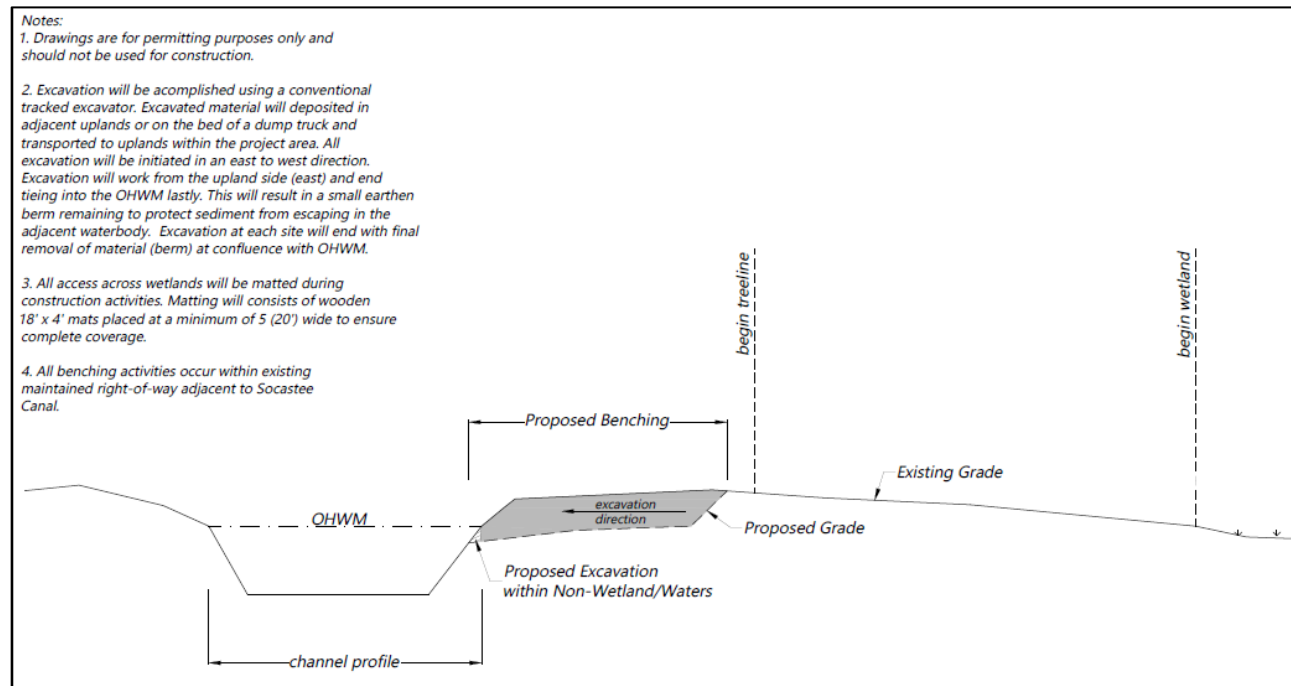 Notes:
1. Drawings are for permitting purposes only and
should not be used for construction.
2. Excavation will be acomplished using a conventional
tracked excavator. Excavated material will deposited in
adjacent uplands or on the bed of a dump truck and
transported to uplands within the project area. All
excavation will be initiated in an east to west direction.
Excavation will work from the upland side (east) and end
tieing into the OHWM lastly. This will result in a small earthen
berm remaining to protect sediment from escaping in the
adjacent waterbody. Excavation at each site will end with final
removal of material (berm) at confluence with OHWM.
3. All access across wetlands will be matted during
construction activities. Matting will consists of wooden
18' x 4' mats placed at a minimum of 5 (20') wide to ensure
complete coverage.
4. All benching activities occur within existing
maintained right-of-way adjacent to Socastee
Canal.
begin treeline
begin wetland
Proposed Benching
Existing Grade
OHWM
excavation
direction
Proposed Grade
Proposed Excavation
within Non-Wetland/Waters
channel profile